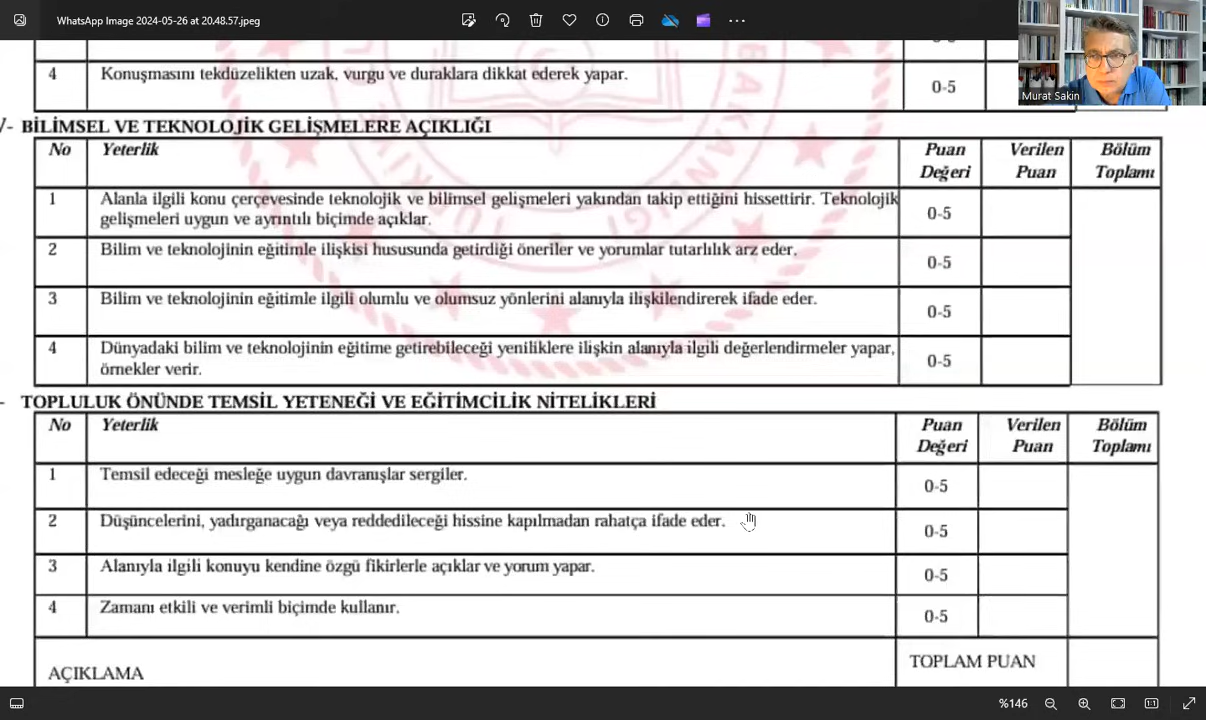 WhatsApp Image 2024-05-26 at 20.48.57.jpeg
Murat Sakin
4 Konuşmasını tekdüzelikten uzak, vurgu ve duraklara dikkat ederek yapar. 0-5
BİLİMSEL VE TEKNOLOJİK GELİŞMELERE AÇIKLIĞI
No Yeterlik Puan Verilen Bölüm
Değeri Puan Toplamı
1 Alanla ilgili konu çerçevesinde teknolojik ve bilimsel gelişmeleri yakından takip ettiğini hissettirir. Teknolojik
gelişmeleri uygun ve ayrıntılı biçimde açıklar. 0-5
2 Bilim ve teknolojinin eğitimle ilişkisi hususunda getirdiği öneriler ve yorumlar tutarlılık arz eder. 0-5
3 Bilim ve teknolojinin eğitimle ilgili olumlu ve olumsuz yönlerini alanıyla ilişkilendirerek ifade eder. 0-5
4 Dünyadaki bilim ve teknolojinin eğitime getirebileceği yeniliklere ilişkin alanıyla ilgili değerlendirmeler yapar,
örnekler verir. 0-5
TOPLULUK ÖNÜNDE TEMSİL YETENEĞİ VE EĞİTİMCİLİK NİTELİKLERİ
No Yeterlik Puan Verilen Bölüm
Değeri Puan Toplamı
1 Temsil edeceği mesleğe uygun davranışlar sergiler. 0-5
2 Düşüncelerini, yadırganacağı veya reddedileceği hissine kapılmadan rahatça ifade eder. 0-5
3 Alanıyla ilgili konuyu kendine özgü fikirlerle açıklar ve yorum yapar. 0-5
4 Zamanı etkili ve verimli biçimde kullanır. 0-5
AÇIKLAMA TOPLAM PUAN
%146